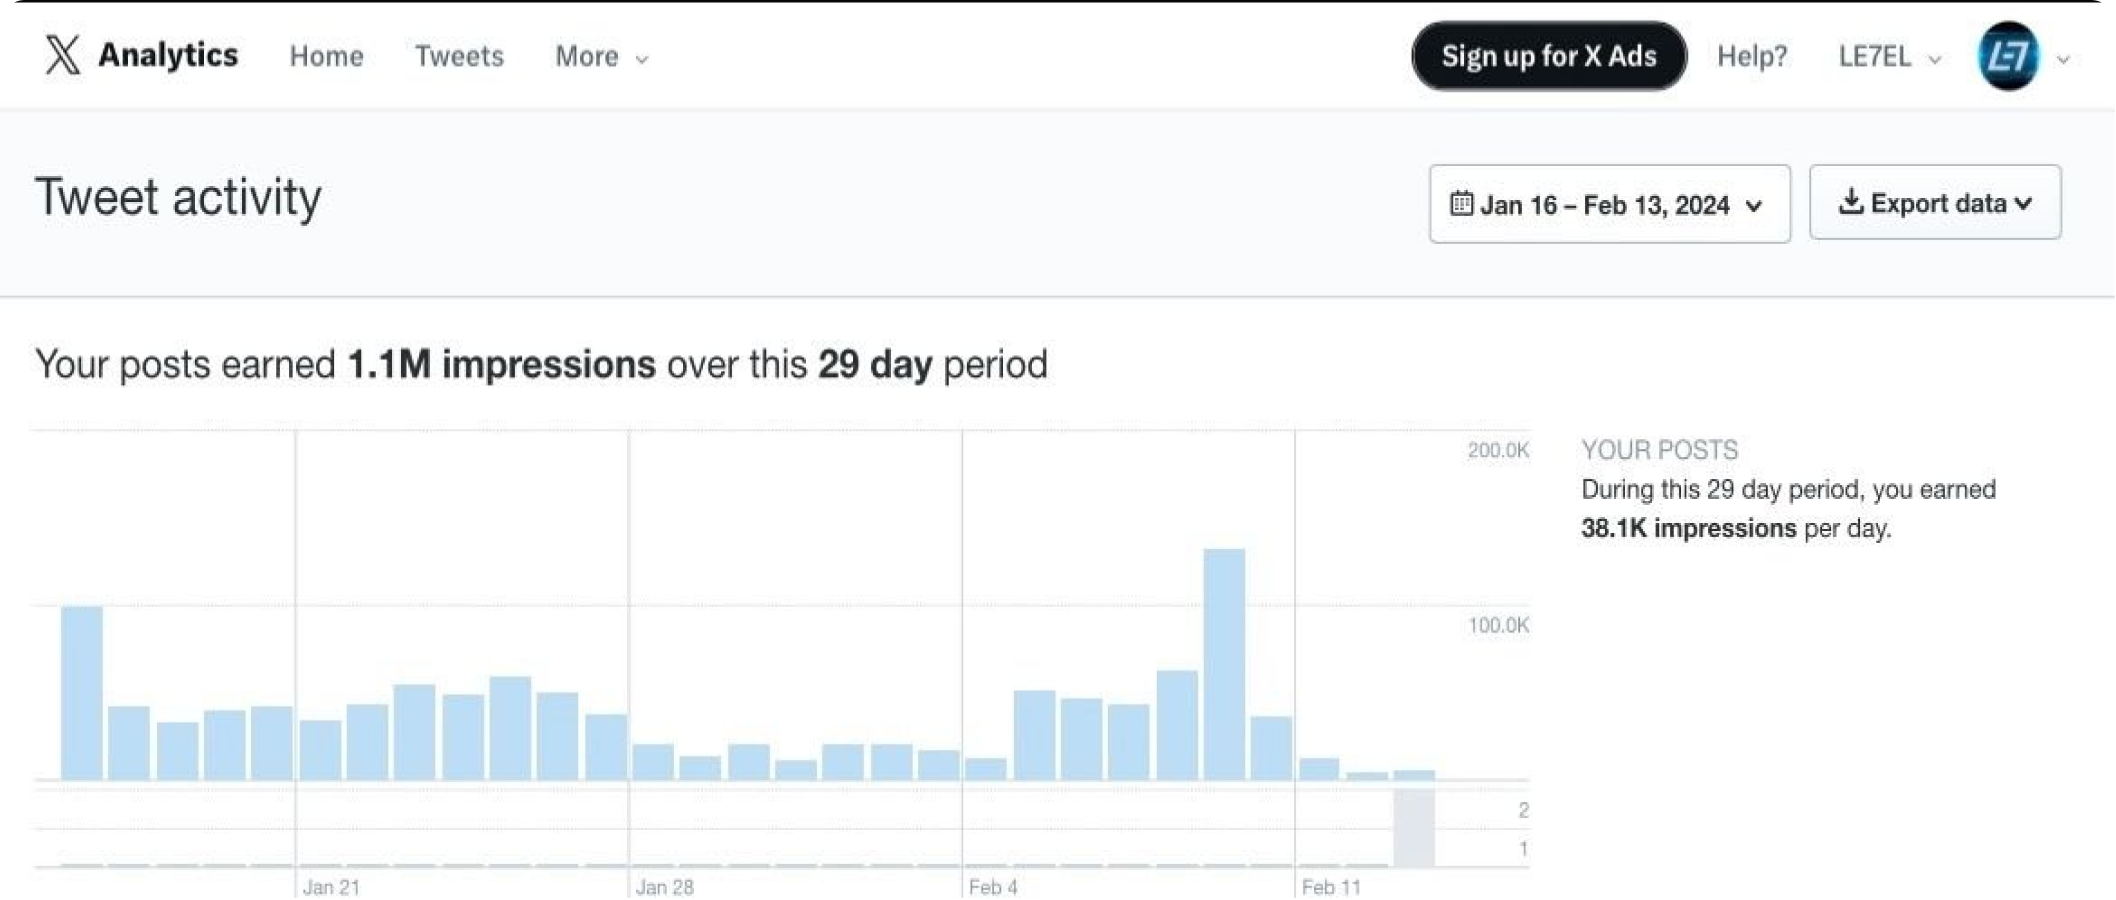 X Analytics Home Tweets More Sign up for X Ads Help? LE7EL L-7
Tweet activity Jan 16 – Feb 13, 2024 Export data
Your posts earned 1.1M impressions over this 29 day period
200.0K
YOUR POSTS
During this 29 day period, you earned
38.1K impressions per day.
100.0K
2
1
Jan 21 Jan 28 Feb 4 Feb 11